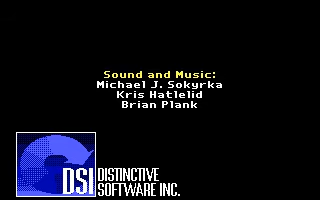 Sound and Music:
Michael J. Sokyrka
Kris Hatlelid
Brian Plank
DSI DISTINCTIVE
SOFTWARE INC.